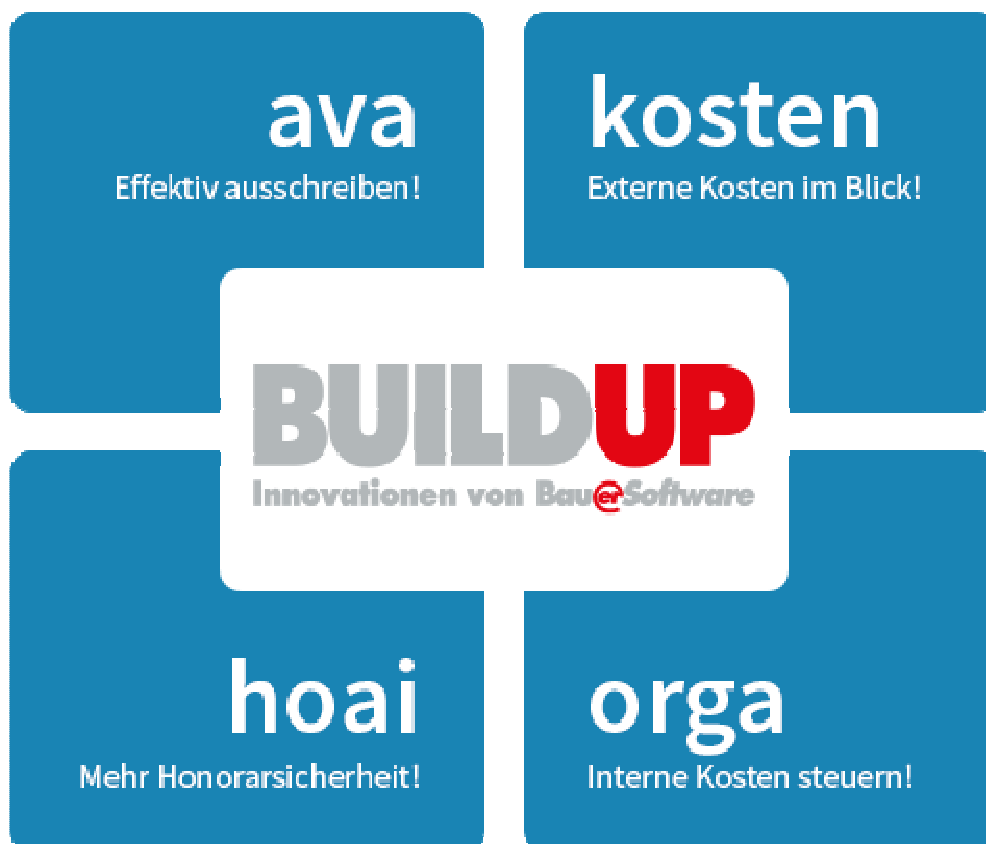 ava
Effektiv ausschreiben!
kosten
Externe Kosten im Blick!
BUILDUP
Innovationen von BauerSoftware
hoai
Mehr Honorarsicherheit!
orga
Interne Kosten steuern!